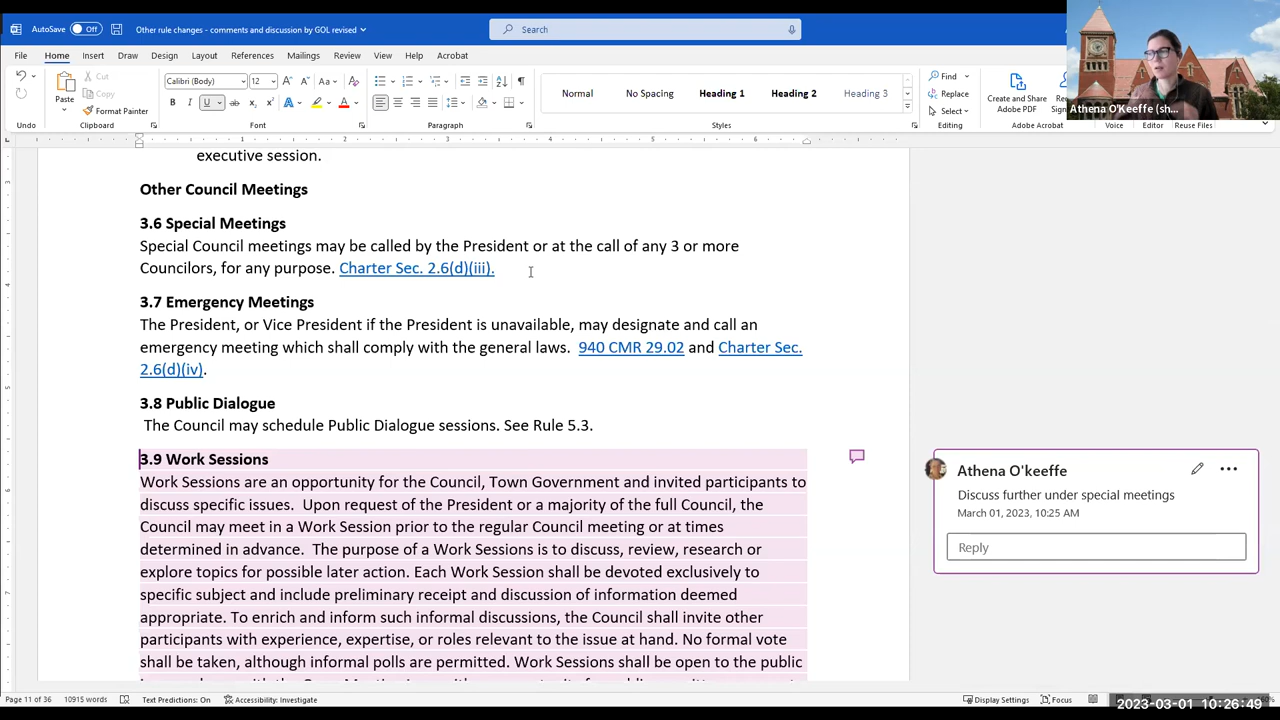 AutoSave Off Other rule changes - comments and discussion by GOL revised Search
File Home Insert Draw Design Layout References Mailings Review View Help Acrobat
Athena O'Keeffe (sh...
Paste Cut Copy Format Painter
Calibri (Body) 12
Normal No Spacing Heading 1 Heading 2 Heading 3
Find Replace Select
Create and Share Adobe PDF
Undo Clipboard Font Paragraph Styles Editing Adobe Acrobat Voice Editor Reuse Files
executive session.
Other Council Meetings
3.6 Special Meetings
Special Council meetings may be called by the President or at the call of any 3 or more
Councilors, for any purpose. Charter Sec. 2.6(d)(iii).
3.7 Emergency Meetings
The President, or Vice President if the President is unavailable, may designate and call an
emergency meeting which shall comply with the general laws.  940 CMR 29.02 and Charter Sec.
2.6(d)(iv).
3.8 Public Dialogue
The Council may schedule Public Dialogue sessions. See Rule 5.3.
3.9 Work Sessions
Work Sessions are an opportunity for the Council, Town Government and invited participants to
discuss specific issues.  Upon request of the President or a majority of the full Council, the
Council may meet in a Work Session prior to the regular Council meeting or at times
determined in advance.  The purpose of a Work Sessions is to discuss, review, research or
explore topics for possible later action. Each Work Session shall be devoted exclusively to
specific subject and include preliminary receipt and discussion of information deemed
appropriate. To enrich and inform such informal discussions, the Council shall invite other
participants with experience, expertise, or roles relevant to the issue at hand. No formal vote
shall be taken, although informal polls are permitted. Work Sessions shall be open to the public
Athena O'keeffe
Discuss further under special meetings
March 01, 2023, 10:25 AM
Reply
Page 11 of 36 10915 words Text Predictions: On Accessibility: Investigate Display Settings Focus
2023-03-01 10:26:49